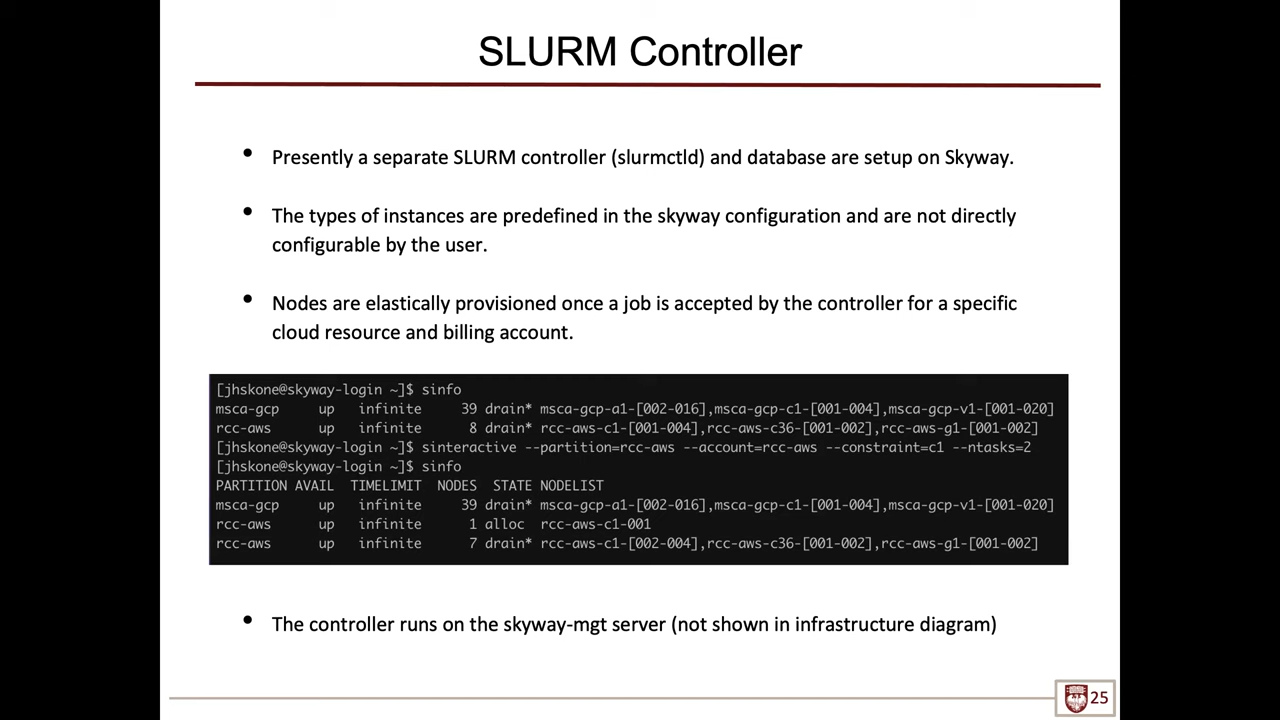 SLURM Controller
• Presently a separate SLURM controller (slurmctld) and database are setup on Skyway.
• The types of instances are predefined in the skyway configuration and are not directly
configurable by the user.
• Nodes are elastically provisioned once a job is accepted by the controller for a specific
cloud resource and billing account.
[jhskone@skyway-login ~]$ sinfo
msca-gcp up infinite 39 drain* msca-gcp-a1-[002-016],msca-gcp-c1-[001-004],msca-gcp-v1-[001-020]
rcc-aws up infinite 8 drain* rcc-aws-c1-[001-004],rcc-aws-c36-[001-002],rcc-aws-g1-[001-002]
[jhskone@skyway-login ~]$ sinteractive --partition=rcc-aws --account=rcc-aws --constraint=c1 --ntasks=2
[jhskone@skyway-login ~]$ sinfo
PARTITION AVAIL TIMELIMIT NODES STATE NODELIST
msca-gcp up infinite 39 drain* msca-gcp-a1-[002-016],msca-gcp-c1-[001-004],msca-gcp-v1-[001-020]
rcc-aws up infinite 1 alloc rcc-aws-c1-001
rcc-aws up infinite 7 drain* rcc-aws-c1-[002-004],rcc-aws-c36-[001-002],rcc-aws-g1-[001-002]
• The controller runs on the skyway-mgt server (not shown in infrastructure diagram)
25